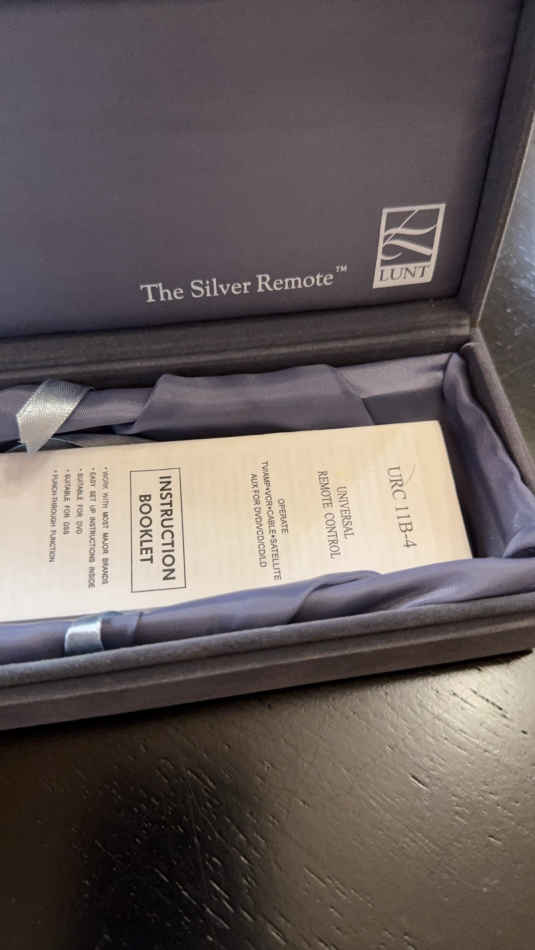 The Silver Remote™
LUNT
URC 11B-4
UNIVERSAL
REMOTE CONTROL
OPERATE
TV/AMP•VCR•CABLE•SATELLITE
AUX FOR DVD/VCD/CD/LD
INSTRUCTION
BOOKLET
• WORK WITH MOST MAJOR BRANDS
• EASY SET UP INSTRUCTIONS INSIDE
• SUITABLE FOR DVD
• SUITABLE FOR DSS
• PUNCH-THROUGH FUNCTION